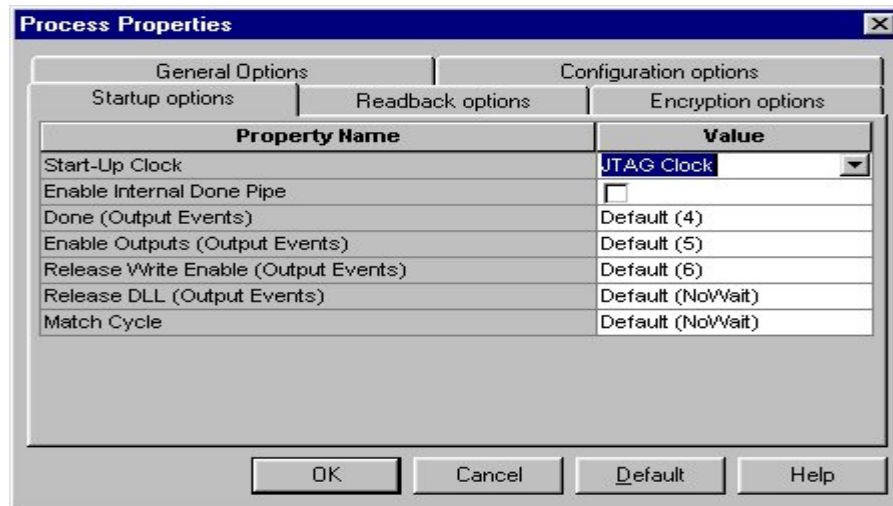 Process Properties
General Options Configuration options
Startup options Readback options Encryption options
Property Name Value
Start-Up Clock JTAG Clock
Enable Internal Done Pipe
Done (Output Events) Default (4)
Enable Outputs (Output Events) Default (5)
Release Write Enable (Output Events) Default (6)
Release DLL (Output Events) Default (NoWait)
Match Cycle Default (NoWait)
OK Cancel Default Help